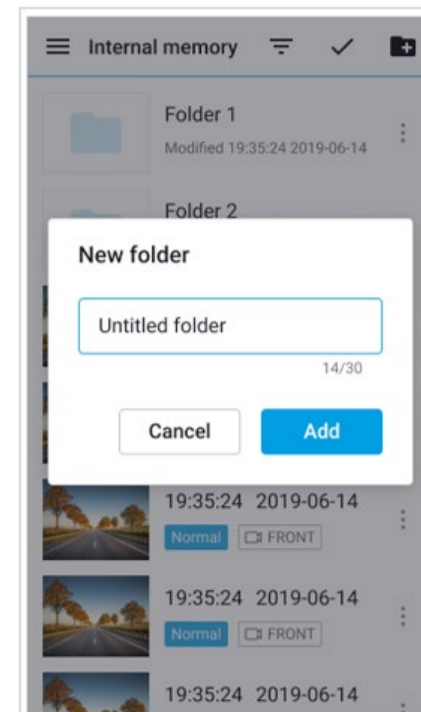 Internal memory
Folder 1
Modified 19:35:24 2019-06-14
Folder 2
New folder
Untitled folder
14/30
Cancel Add
19:35:24 2019-06-14
Normal FRONT
19:35:24 2019-06-14
Normal FRONT
19:35:24 2019-06-14